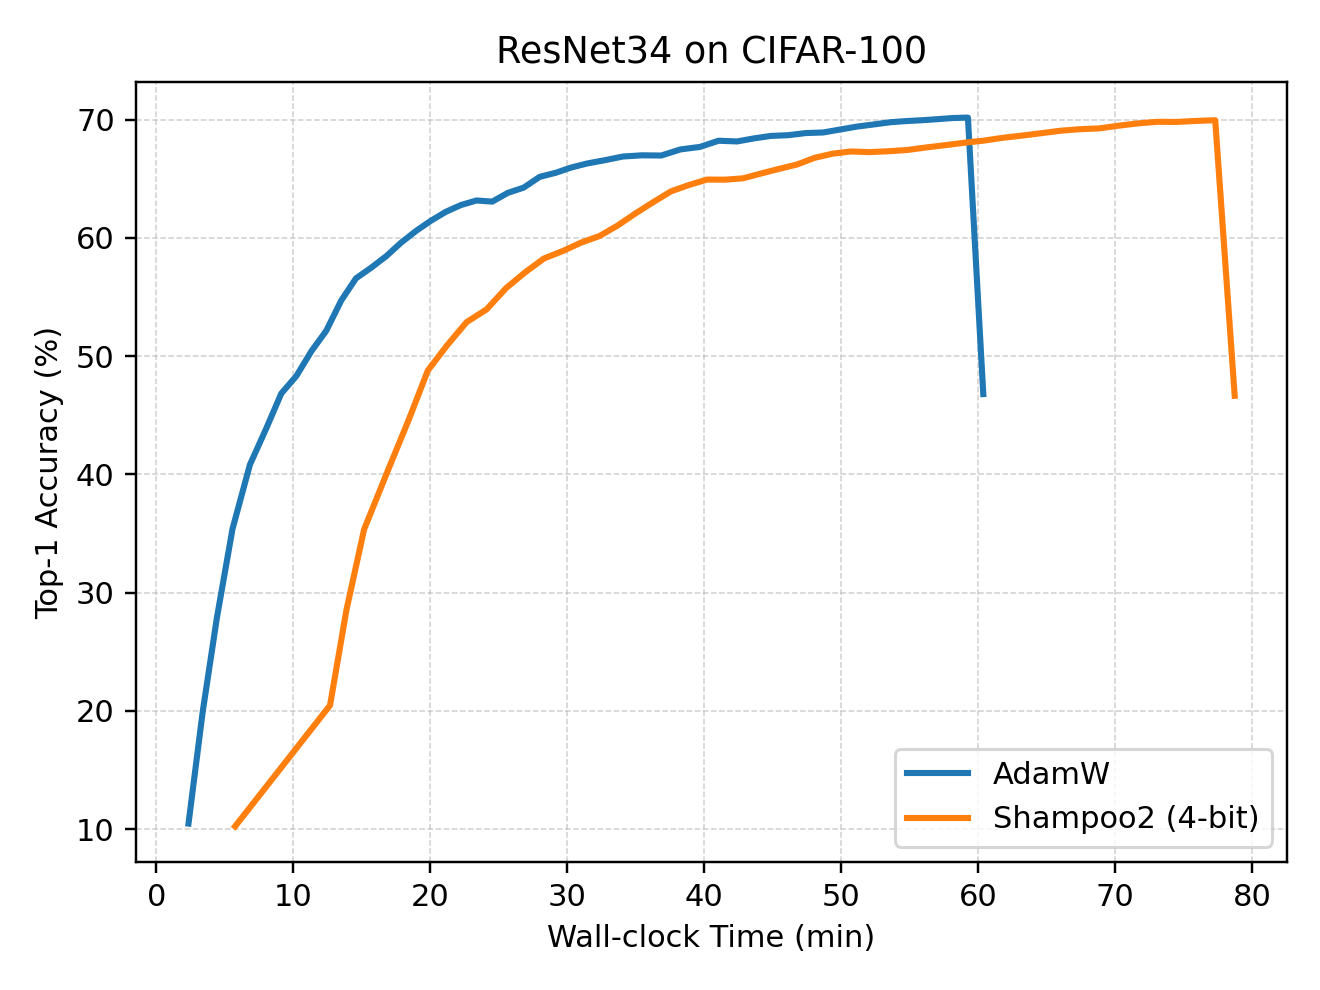 ResNet34 on CIFAR-100
Top-1 Accuracy (%)
70
60
50
40
30
20
10
0 10 20 30 40 50 60 70 80
Wall-clock Time (min)
AdamW
Shampoo2 (4-bit)